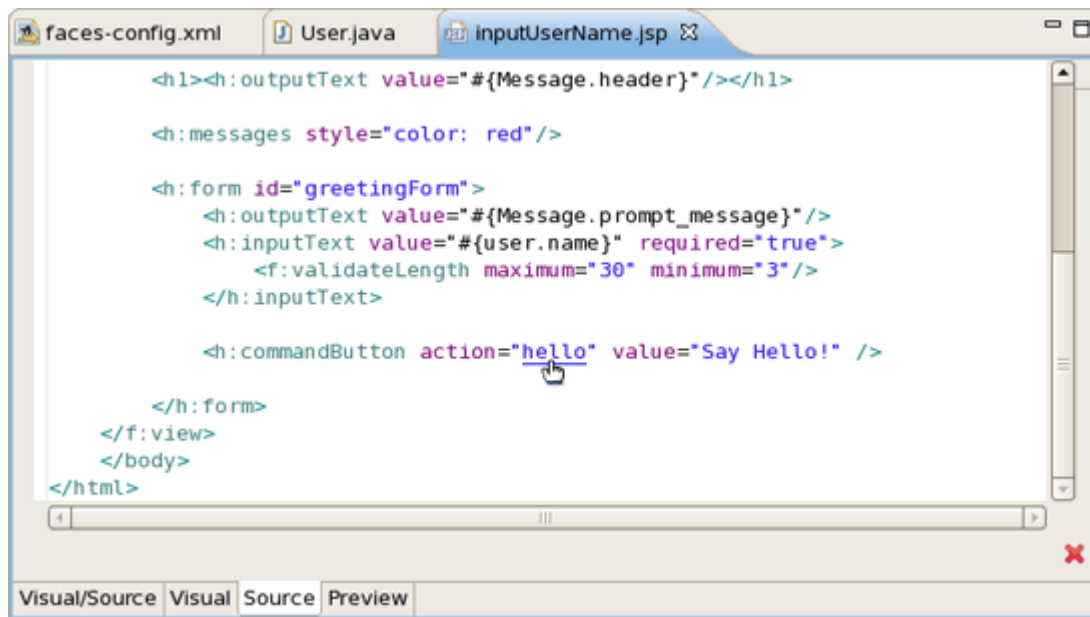 faces-config.xml User.java inputUserName.jsp
<h1><h:outputText value="#{Message.header}"/></h1>
<h:messages style="color: red"/>
<h:form id="greetingForm">
<h:outputText value="#{Message.prompt_message}"/>
<h:inputText value="#{user.name}" required="true">
<f:validateLength maximum="30" minimum="3"/>
</h:inputText>
<h:commandButton action="hello" value="Say Hello!" />
</h:form>
</f:view>
</body>
</html>
Visual/Source Visual Source Preview